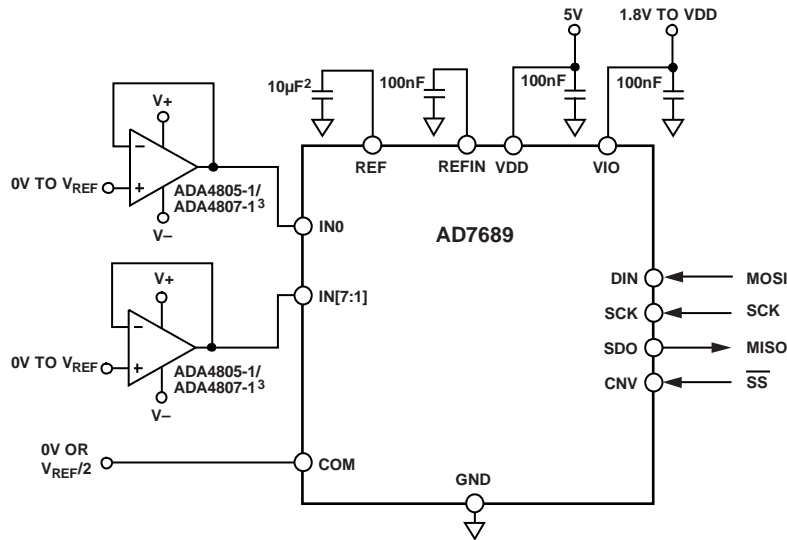 5V
1.8V TO VDD
10µF²
100nF
100nF
100nF
V+
REF
REFIN
VDD
VIO
–
+
0V TO VREF
ADA4805-1/
ADA4807-1³
V–
IN0
AD7689
V+
IN[7:1]
–
+
0V TO VREF
ADA4805-1/
ADA4807-1³
V–
DIN
MOSI
SCK
SCK
SDO
MISO
CNV
SS
0V OR
VREF/2
COM
GND